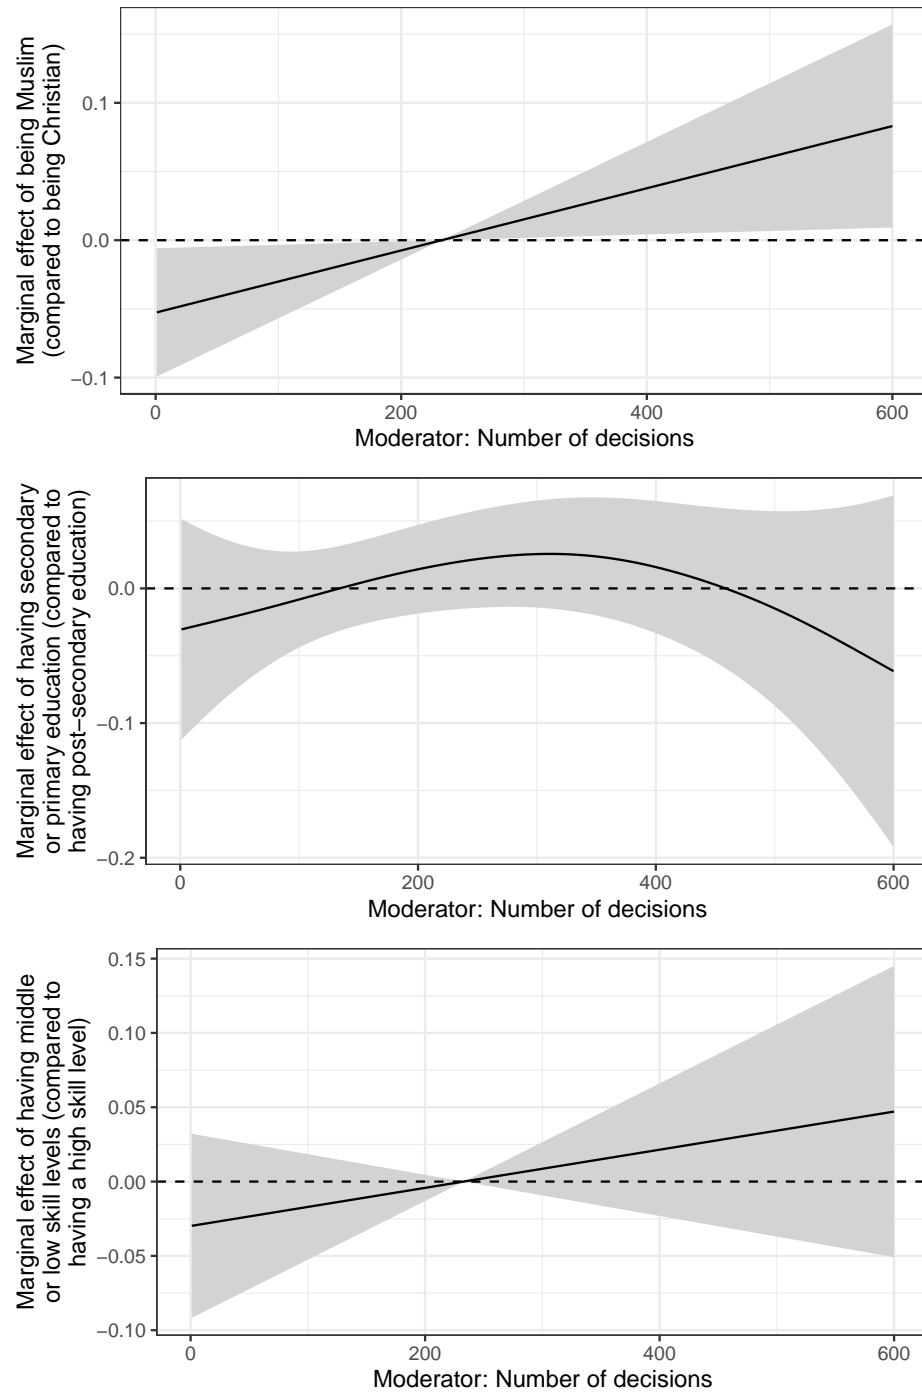 Marginal effect of being Muslim
(compared to being Christian)
0.1
0.0
−0.1
0 200 400 600
Moderator: Number of decisions
Marginal effect of having secondary
or primary education (compared to
having post−secondary education)
0.0
−0.1
−0.2
0 200 400 600
Moderator: Number of decisions
Marginal effect of having middle
or low skill levels (compared to
having a high skill level)
0.15
0.10
0.05
0.00
−0.05
−0.10
0 200 400 600
Moderator: Number of decisions